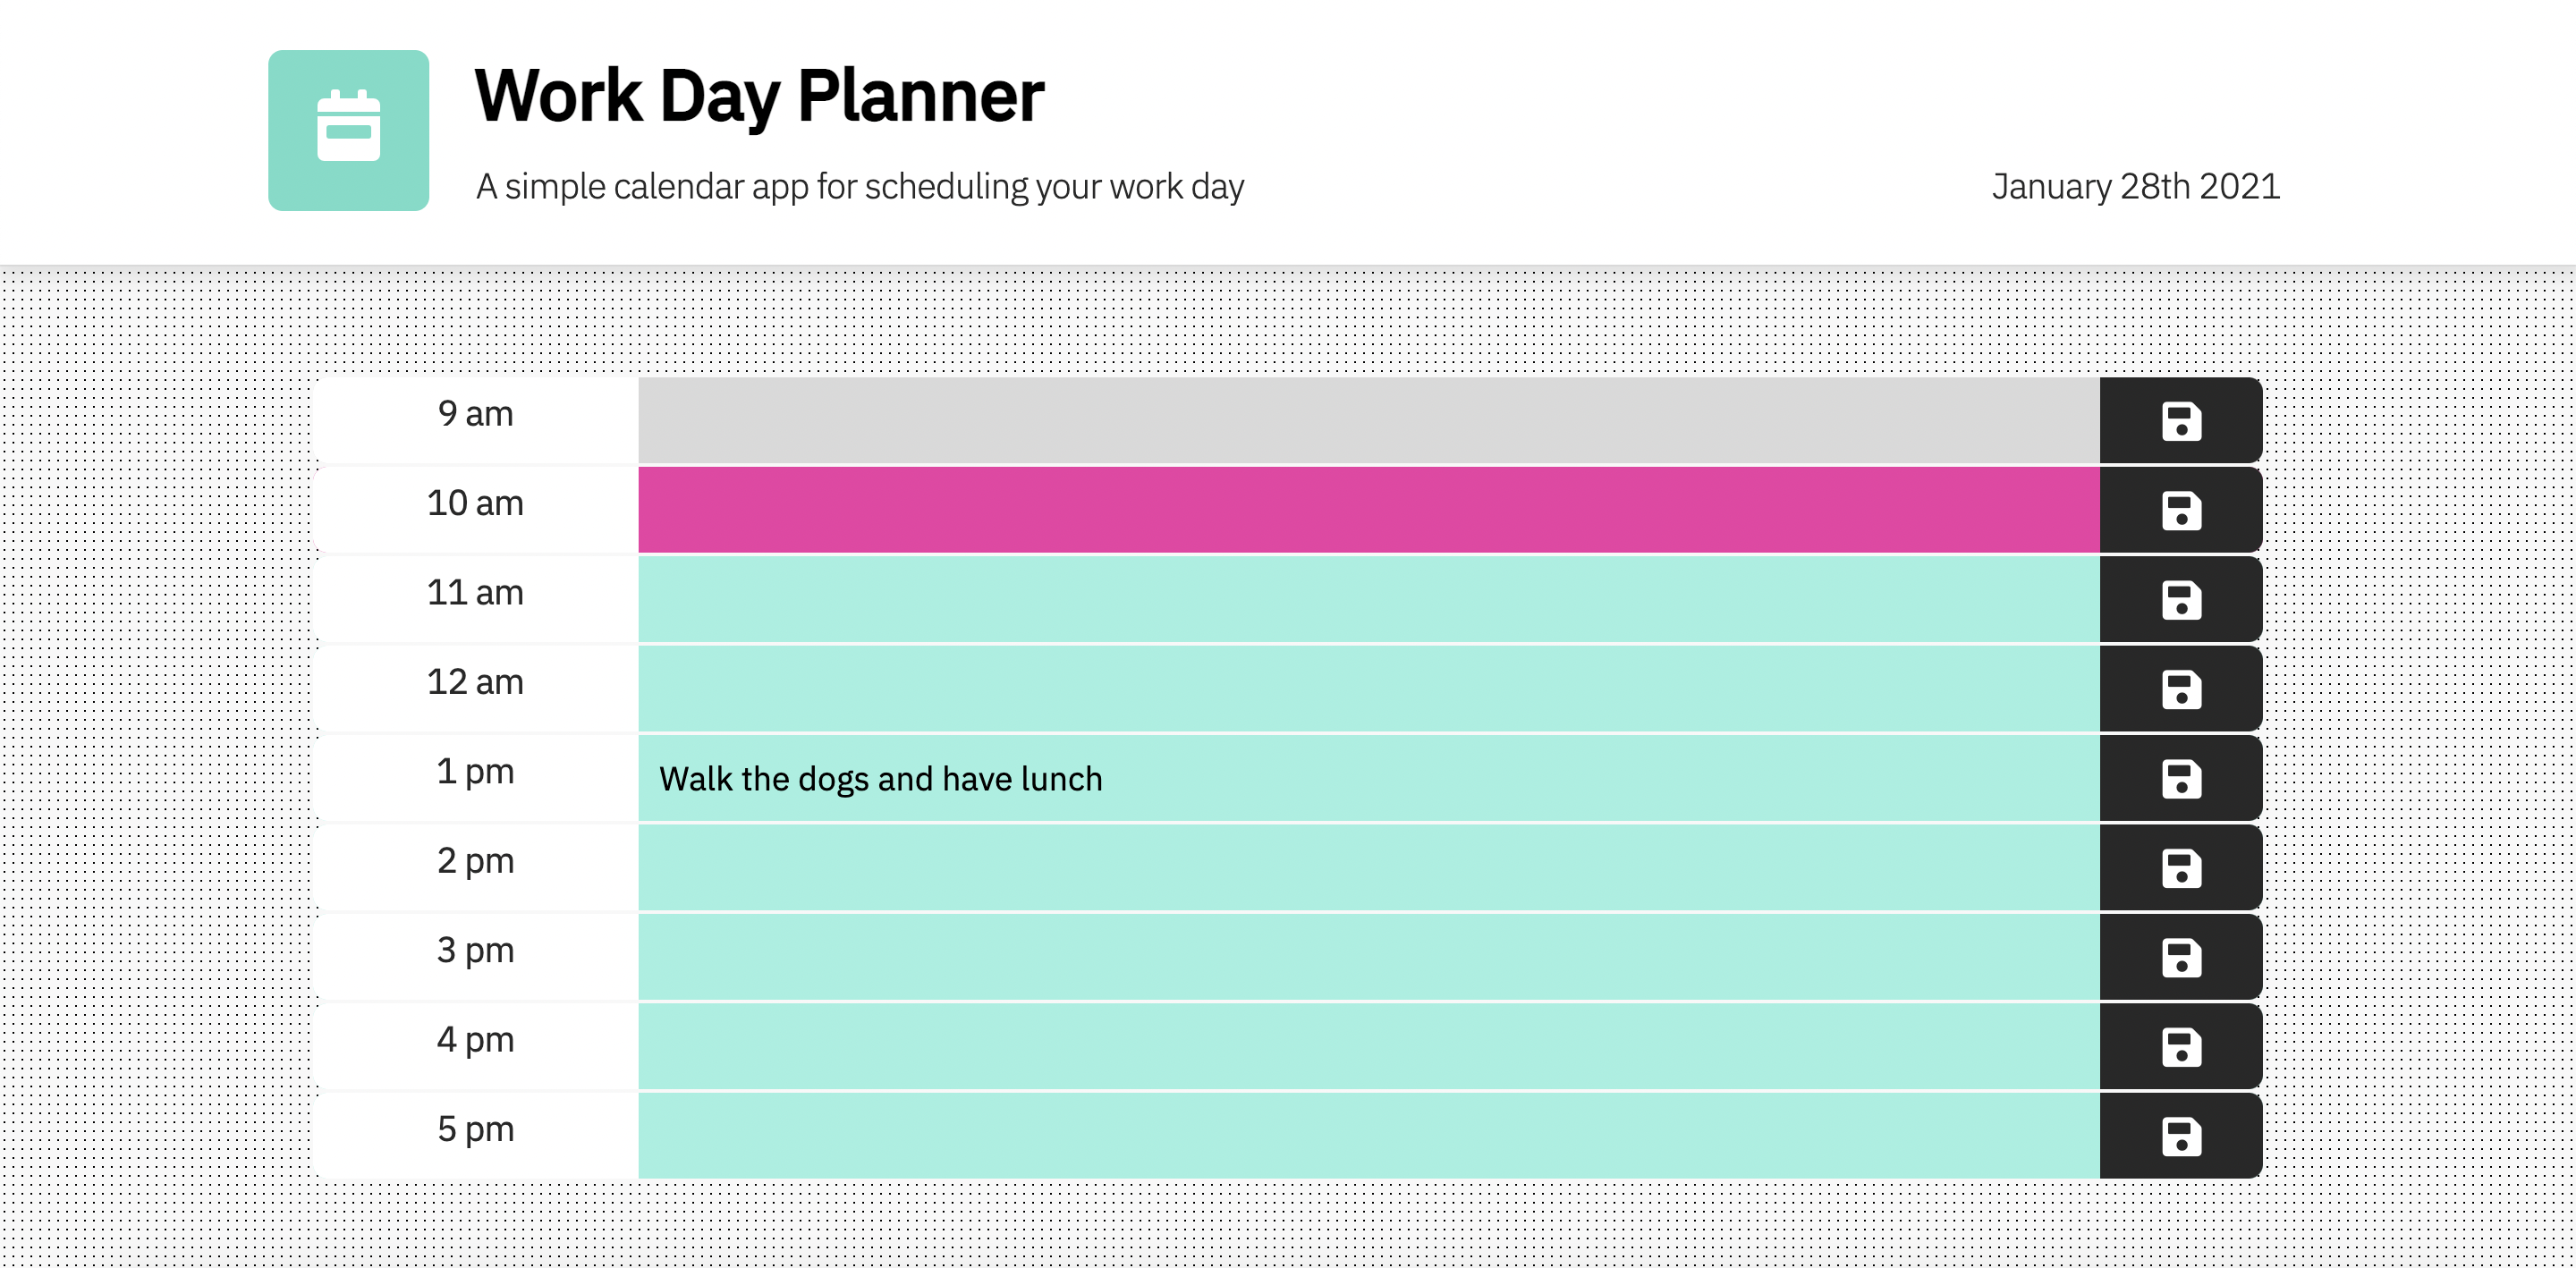 Work Day Planner
A simple calendar app for scheduling your work day
January 28th 2021
9 am
10 am
11 am
12 am
1 pm
Walk the dogs and have lunch
2 pm
3 pm
4 pm
5 pm